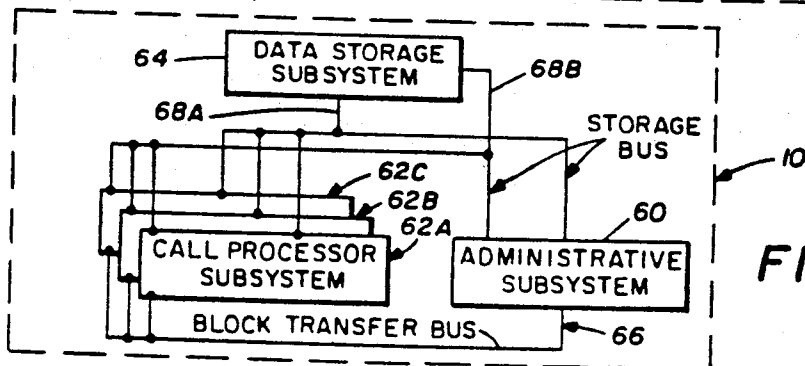 DATA STORAGE
SUBSYSTEM
64
68B
68A
STORAGE
BUS
10
62C
62B
62A
60
CALL PROCESSOR
SUBSYSTEM
ADMINISTRATIVE
SUBSYSTEM
BLOCK TRANSFER BUS
66